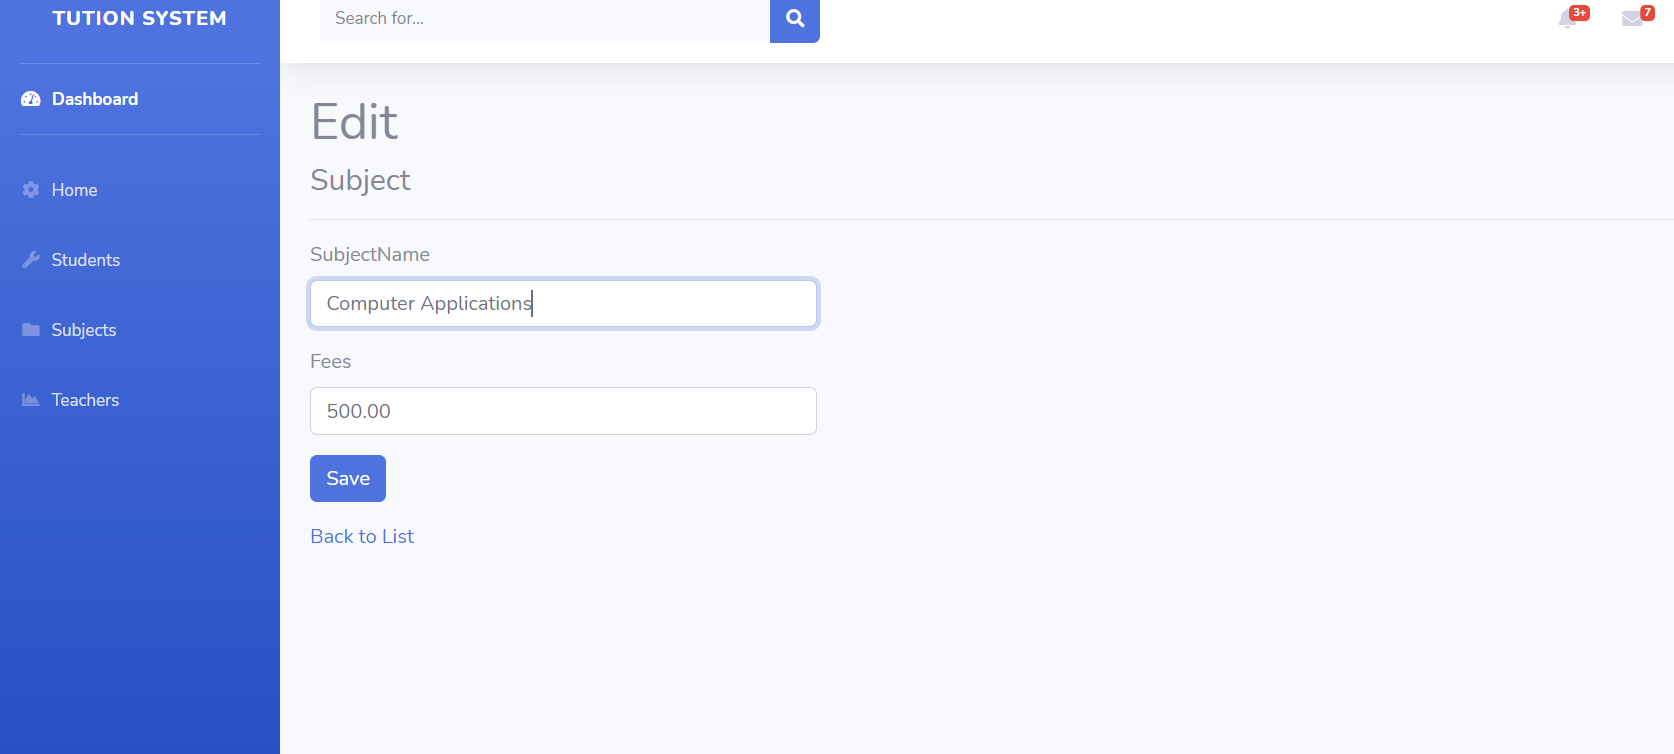 TUTION SYSTEM
Search for...
3+
7
Dashboard
Home
Students
Subjects
Teachers
Edit
Subject
SubjectName
Computer Applications
Fees
500.00
Save
Back to List